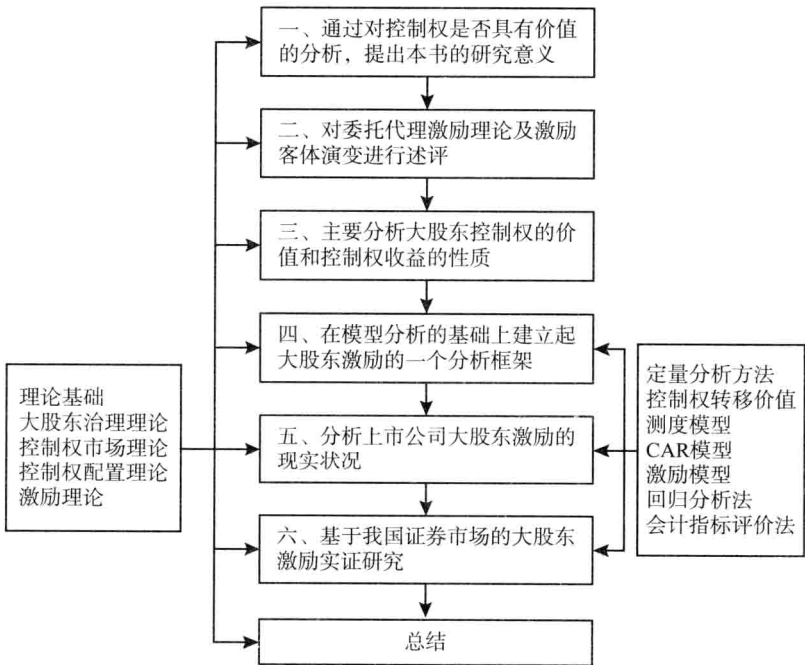 一、通过对控制权是否具有价值
的分析，提出本书的研究意义
二、对委托代理激励理论及激励
客体演变进行述评
三、主要分析大股东控制权的价
值和控制权收益的性质
四、在模型分析的基础上建立起
大股东激励的一个分析框架
五、分析上市公司大股东激励的
现实状况
六、基于我国证券市场的大股东
激励实证研究
总结
理论基础
大股东治理理论
控制权市场理论
控制权配置理论
激励理论
定量分析方法
控制权转移价值
测度模型
CAR模型
激励模型
回归分析法
会计指标评价法